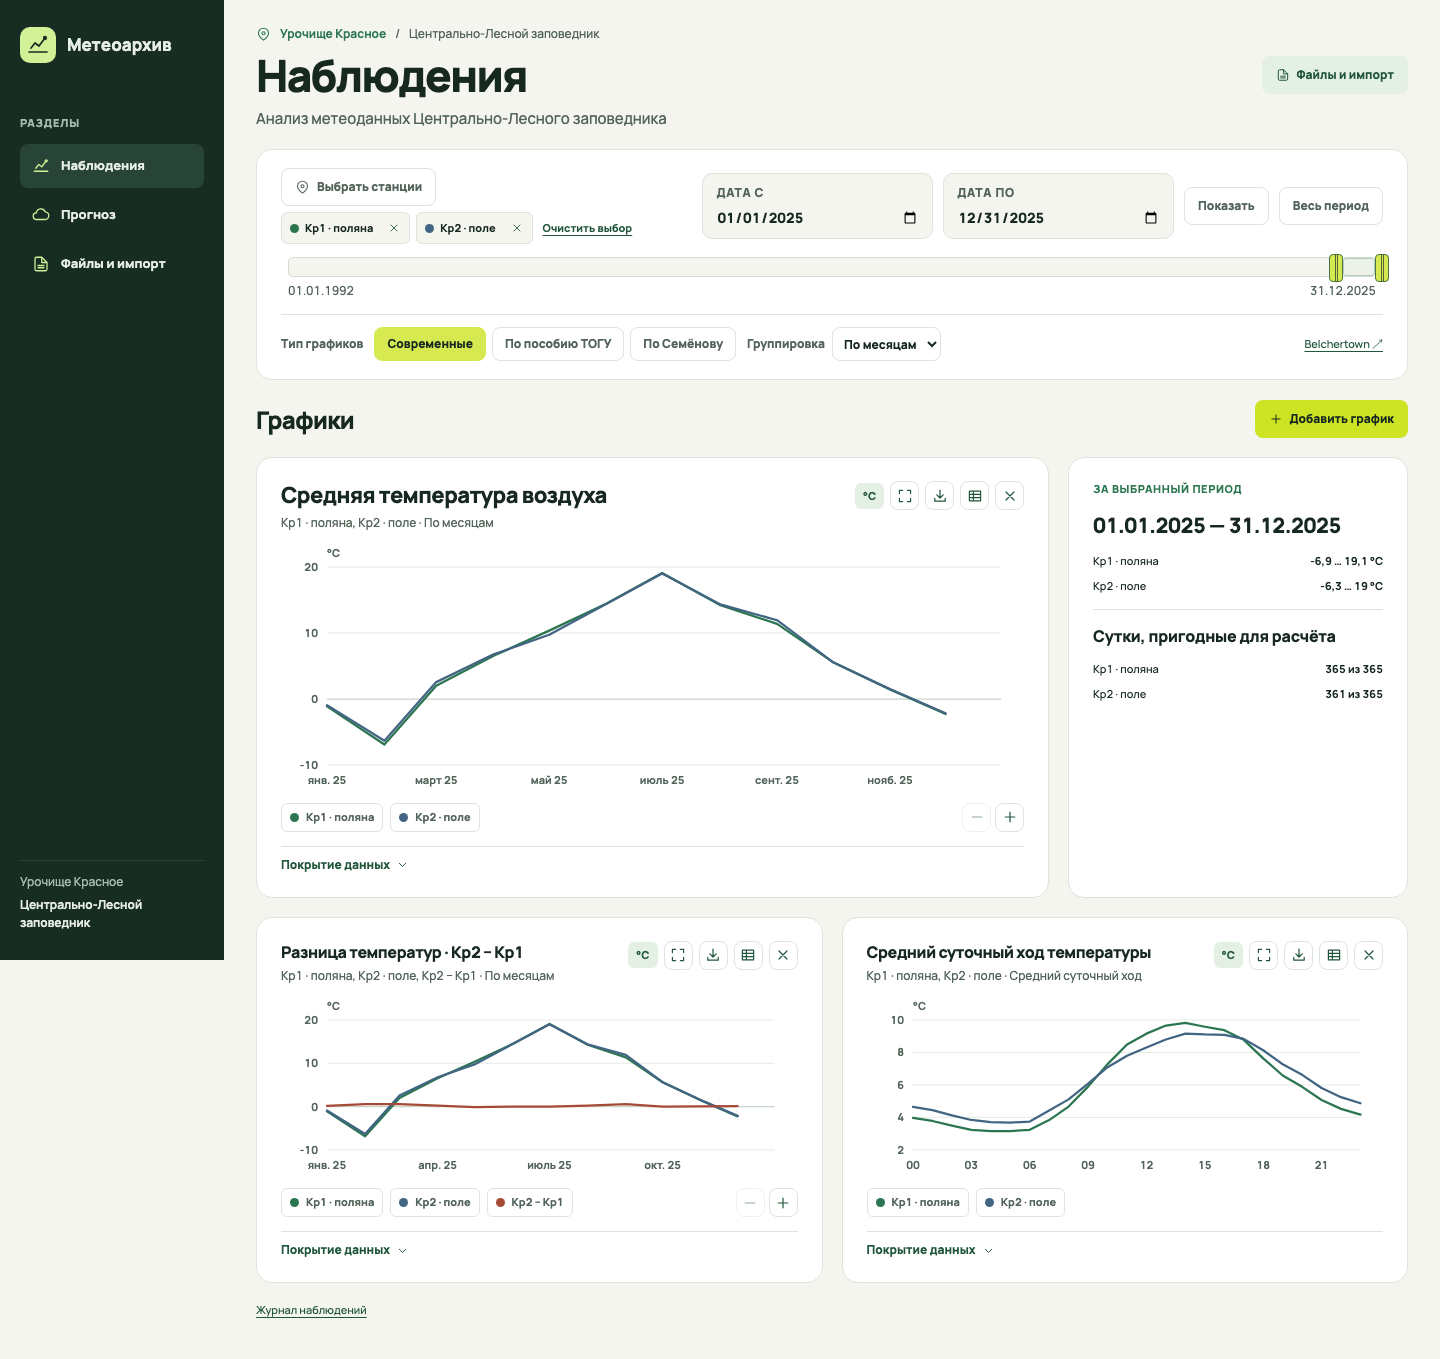 Метеоархив
РАЗДЕЛЫ
Наблюдения
Прогноз
Файлы и импорт
Урочище Красное
Центрально-Лесной
заповедник
Урочище Красное / Центрально-Лесной заповедник
Наблюдения
Файлы и импорт
Анализ метеоданных Центрально-Лесного заповедника
Выбрать станции
Кр1 · поляна
Кр2 · поле
Очистить выбор
ДАТА С
01/01/2025
ДАТА ПО
12/31/2025
Показать
Весь период
01.01.1992
31.12.2025
Тип графиков
Современные
По пособию ТОГУ
По Семёнову
Группировка
По месяцам
Belchertown ↗
Графики
+ Добавить график
Средняя температура воздуха
°C
Кр1 · поляна, Кр2 · поле · По месяцам
°C
20
10
0
-10
янв. 25 март 25 май 25 июль 25 сент. 25 нояб. 25
Кр1 · поляна
Кр2 · поле
Покрытие данных
ЗА ВЫБРАННЫЙ ПЕРИОД
01.01.2025 — 31.12.2025
Кр1 · поляна -6,9 … 19,1 °C
Кр2 · поле -6,3 … 19 °C
Сутки, пригодные для расчёта
Кр1 · поляна 365 из 365
Кр2 · поле 361 из 365
Разница температур · Кр2 − Кр1
°C
Кр1 · поляна, Кр2 · поле, Кр2 − Кр1 · По месяцам
°C
20
10
0
-10
янв. 25 апр. 25 июль 25 окт. 25
Кр1 · поляна
Кр2 · поле
Кр2 − Кр1
Покрытие данных
Средний суточный ход температуры
°C
Кр1 · поляна, Кр2 · поле · Средний суточный ход
°C
10
8
6
4
2
00 03 06 09 12 15 18 21
Кр1 · поляна
Кр2 · поле
Покрытие данных
Журнал наблюдений